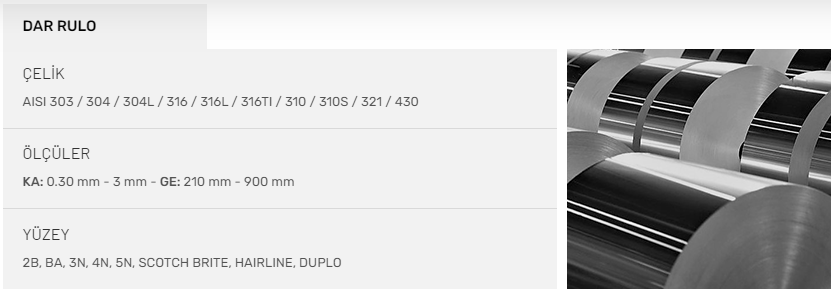 DAR RULO
ÇELİK
AISI 303 / 304 / 304L / 316 / 316L / 316TI / 310 / 310S / 321 / 430
ÖLÇÜLER
KA: 0.30 mm - 3 mm - GE: 210 mm - 900 mm
YÜZEY
2B, BA, 3N, 4N, 5N, SCOTCH BRITE, HAIRLINE, DUPLO